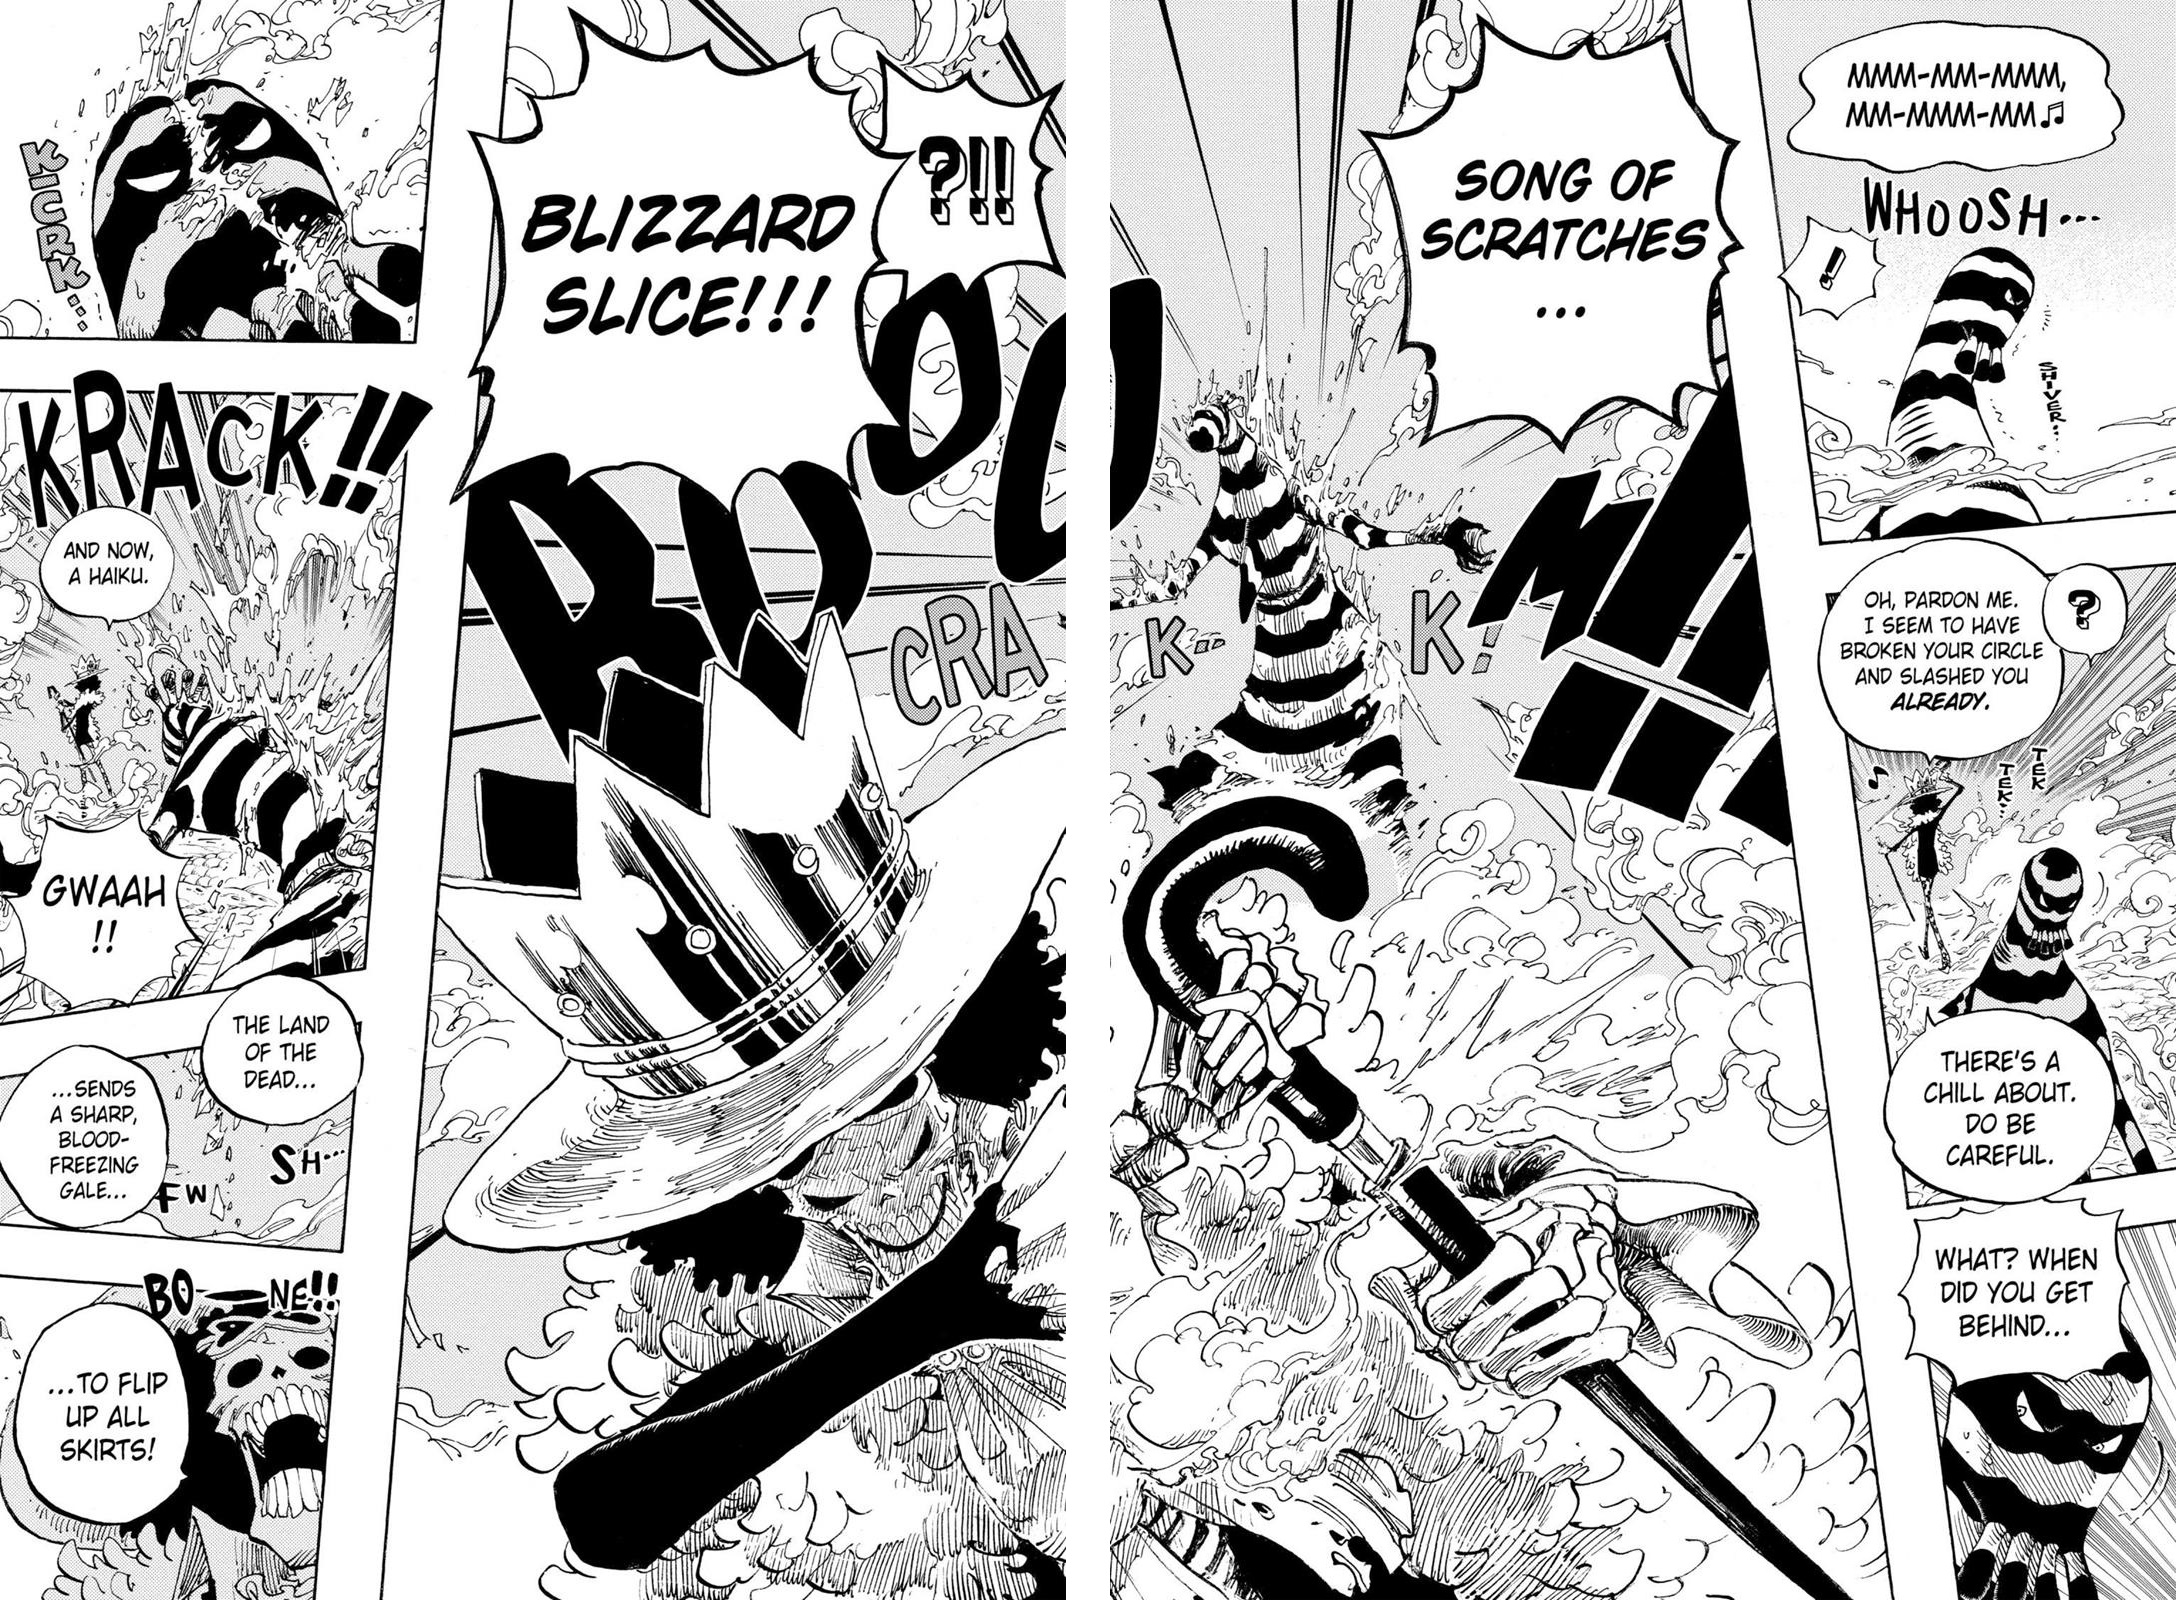 MMM-MM-MMM,
MM-MMM-MM♫
WHOOSH...
!
SHIVER...
?
OH, PARDON ME.
I SEEM TO HAVE
BROKEN YOUR CIRCLE
AND SLASHED YOU
ALREADY.
♪
TEK
TEK...
THERE'S A
CHILL ABOUT.
DO BE
CAREFUL.
WHAT? WHEN
DID YOU GET
BEHIND...
SONG OF
SCRATCHES
...
?!!
BLIZZARD
SLICE!!!
BOOOOM!!!
CRA
K...
K!
KICRK...
KRACK!!
AND NOW,
A HAIKU.
GWAAH
!!
THE LAND
OF THE
DEAD...
SH...
FW
...SENDS
A SHARP,
BLOOD-
FREEZING
GALE...
BO——NE!!
...TO FLIP
UP ALL
SKIRTS!